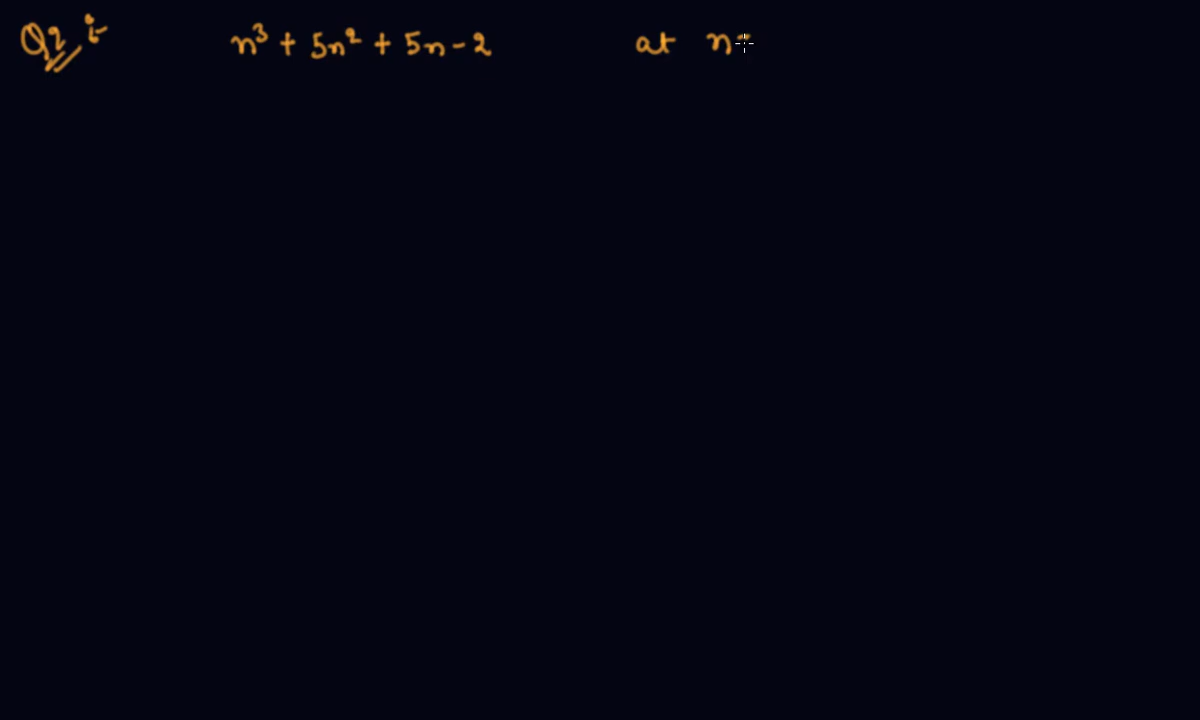 Q2 :- n³ + 5n² + 5n - 2 at n=